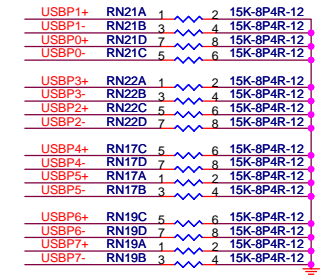 USBP1+ RN21A 1 2 15K-8P4R-12
USBP1- RN21B 3 4 15K-8P4R-12
USBP0+ RN21D 7 8 15K-8P4R-12
USBP0- RN21C 5 6 15K-8P4R-12
USBP3+ RN22A 1 2 15K-8P4R-12
USBP3- RN22B 3 4 15K-8P4R-12
USBP2+ RN22C 5 6 15K-8P4R-12
USBP2- RN22D 7 8 15K-8P4R-12
USBP4+ RN17C 5 6 15K-8P4R-12
USBP4- RN17D 7 8 15K-8P4R-12
USBP5+ RN17A 1 2 15K-8P4R-12
USBP5- RN17B 3 4 15K-8P4R-12
USBP6+ RN19C 5 6 15K-8P4R-12
USBP6- RN19D 7 8 15K-8P4R-12
USBP7+ RN19A 1 2 15K-8P4R-12
USBP7- RN19B 3 4 15K-8P4R-12